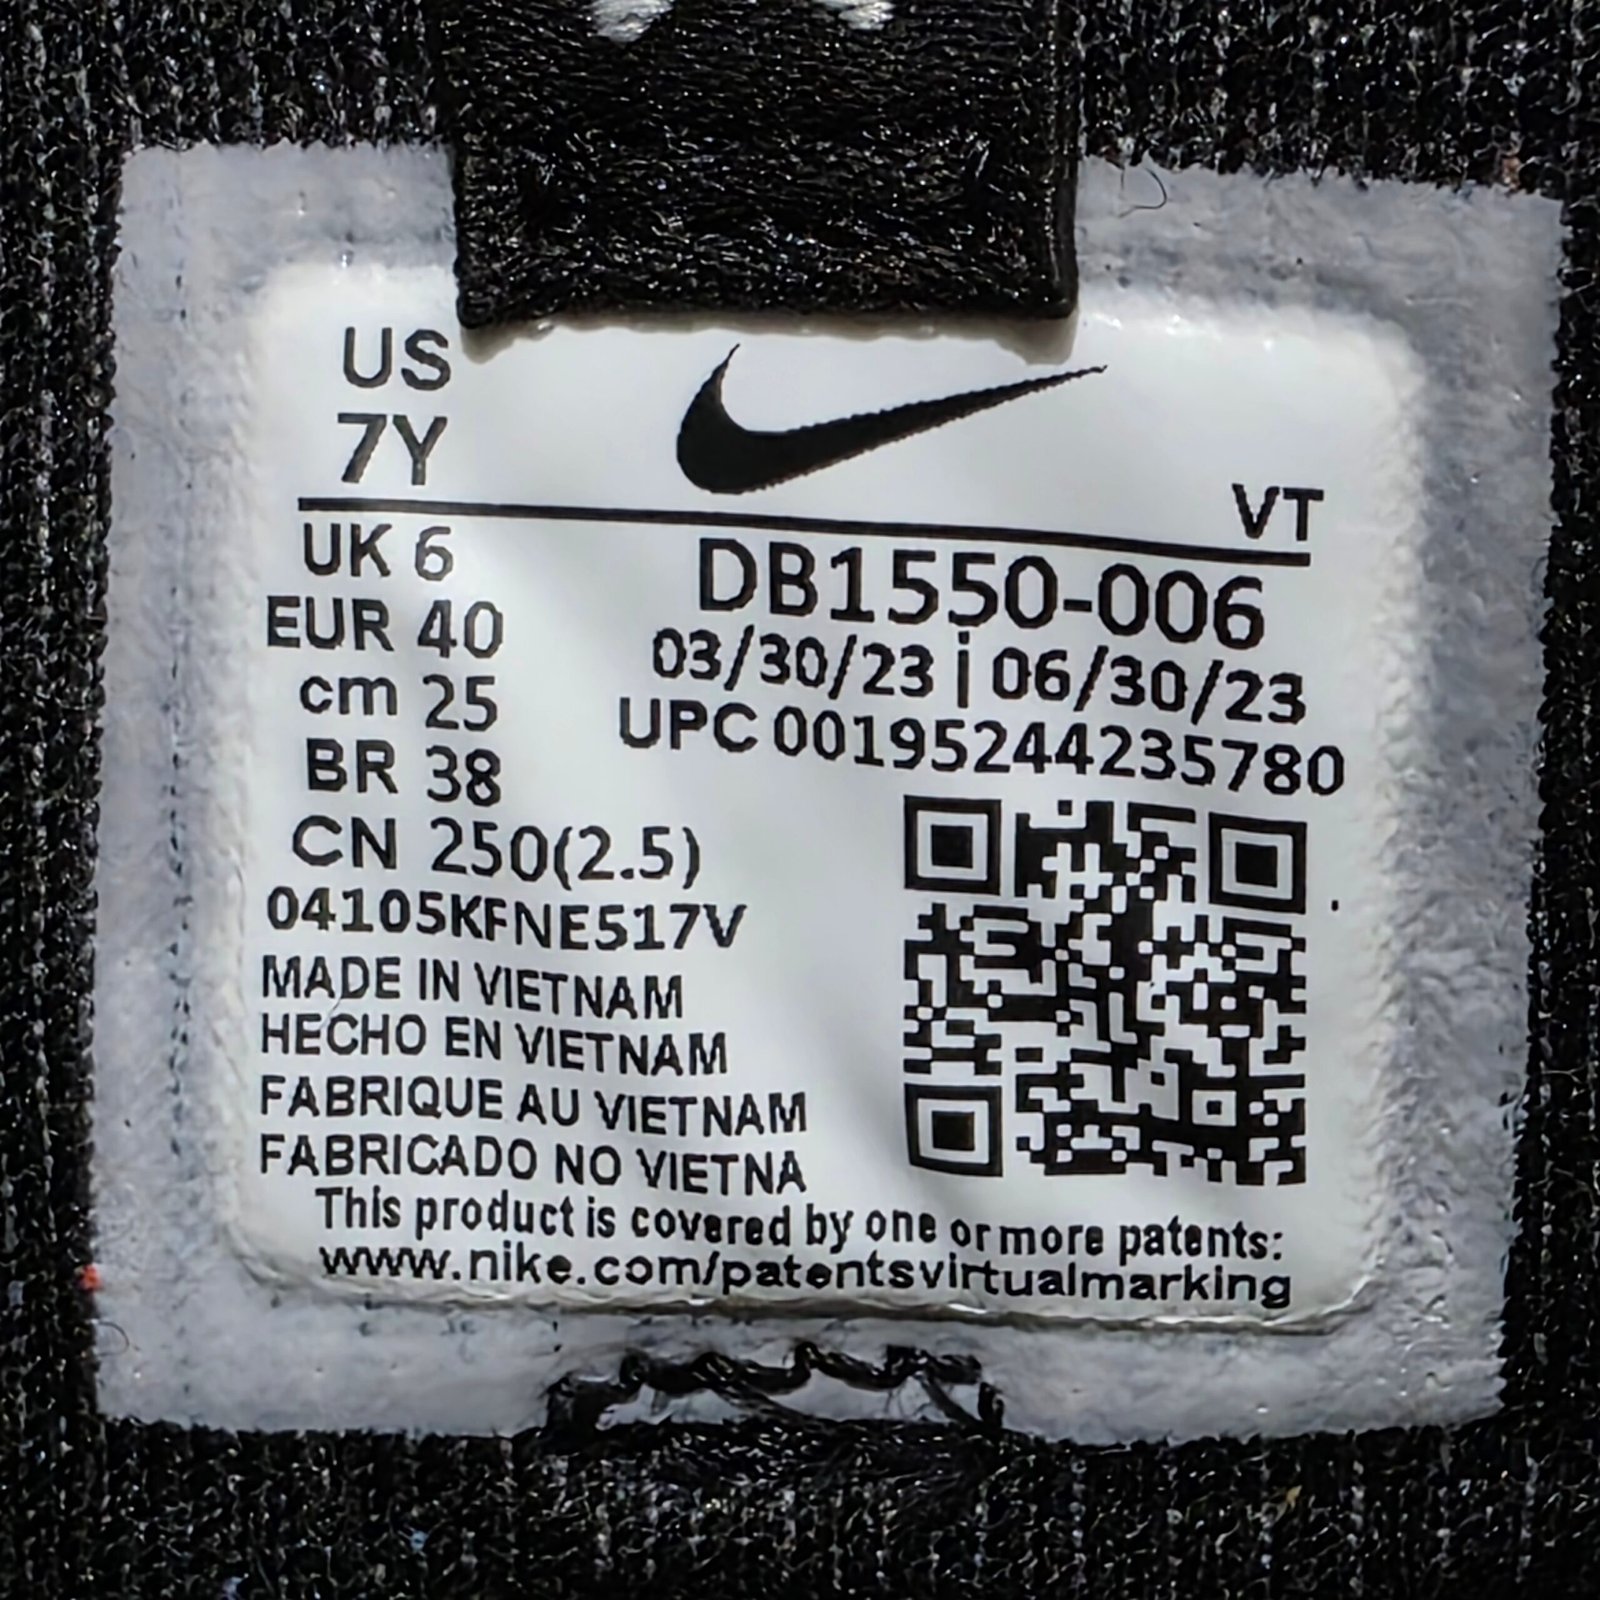 US
7Y
VT
UK 6
EUR 40
cm 25
BR 38
CN 250(2.5)
DB1550-006
03/30/23 | 06/30/23
UPC 00195244235780
04105KFNE517V
MADE IN VIETNAM
HECHO EN VIETNAM
FABRIQUE AU VIETNAM
FABRICADO NO VIETNA
This product is covered by one or more patents:
www.nike.com/patentsvirtualmarking